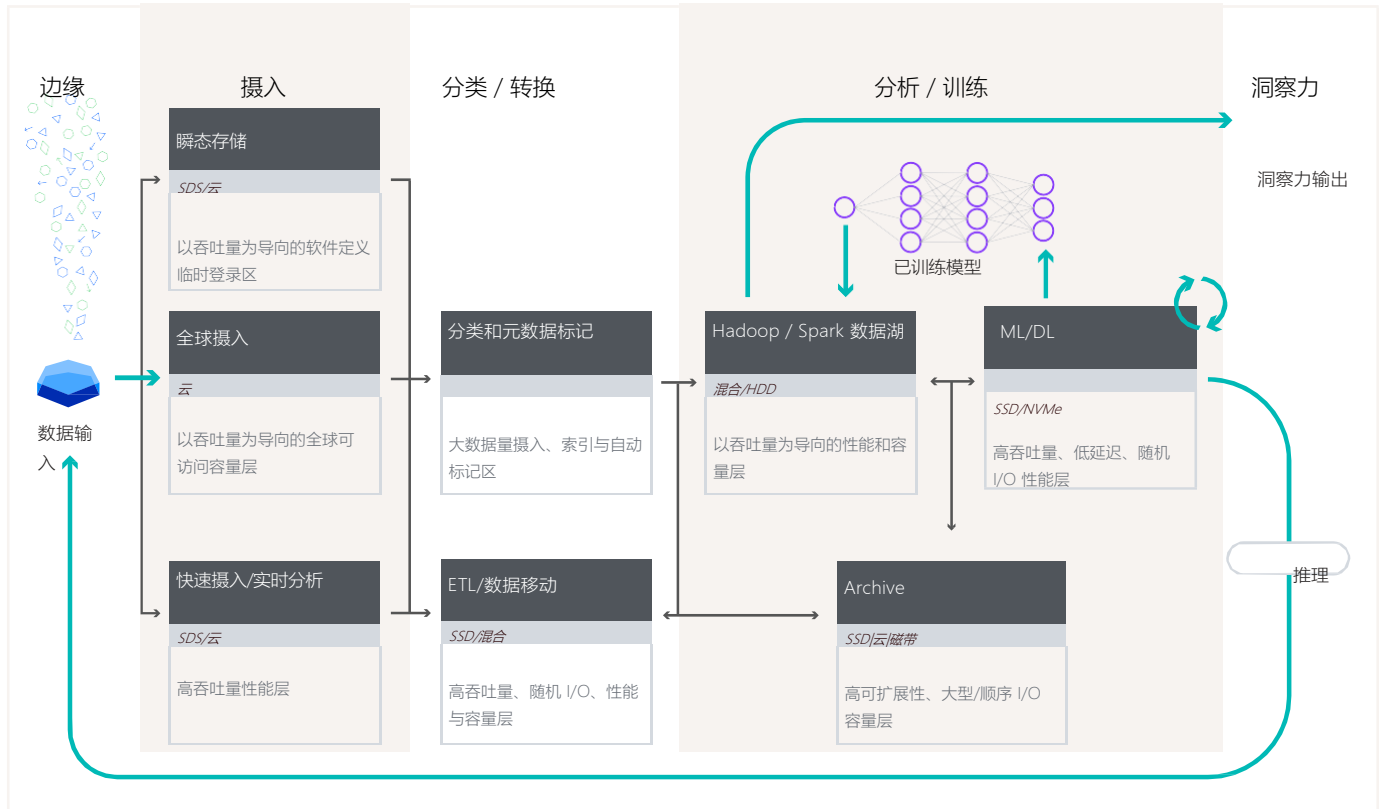 边缘
摄入
分类 / 转换
分析 / 训练
洞察力
瞬态存储
SDS/云
以吞吐量为导向的软件定义
临时登录区
洞察力输出
已训练模型
全球摄入
云
以吞吐量为导向的全球可
访问容量层
分类和元数据标记
大数据量摄入、索引与自动
标记区
Hadoop / Spark 数据湖
混合/HDD
以吞吐量为导向的性能和容
量层
ML/DL
SSD/NVMe
高吞吐量、低延迟、随机
I/O 性能层
数据输
入
快速摄入/实时分析
SDS/云
高吞吐量性能层
ETL/数据移动
SSD/混合
高吞吐量、随机 I/O、性能
与容量层
Archive
SSD|云|磁带
高可扩展性、大型/顺序 I/O
容量层
推理